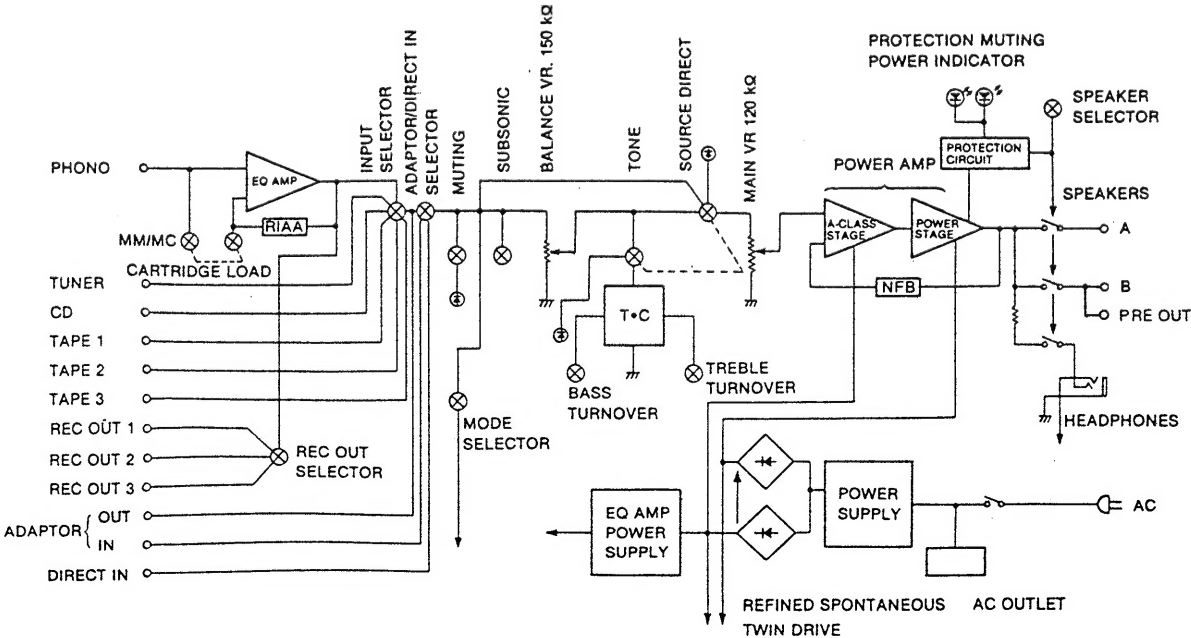 PROTECTION MUTING
POWER INDICATOR
SPEAKER
SELECTOR
INPUT
SELECTOR
ADAPTOR/DIRECT IN
SELECTOR
MUTING
SUBSONIC
BALANCE VR. 150 kΩ
TONE
SOURCE DIRECT
MAIN VR 120 kΩ
PROTECTION
CIRCUIT
POWER AMP
PHONO
EQ AMP
RIAA
MM/MC
CARTRIDGE LOAD
A-CLASS
STAGE
POWER
STAGE
NFB
SPEAKERS
A
B
PRE OUT
TUNER
CD
TAPE 1
TAPE 2
TAPE 3
REC OUT 1
REC OUT 2
REC OUT 3
REC OUT
SELECTOR
ADAPTOR
OUT
IN
DIRECT IN
T•C
BASS
TURNOVER
TREBLE
TURNOVER
MODE
SELECTOR
HEADPHONES
EQ AMP
POWER
SUPPLY
POWER
SUPPLY
AC
REFINED SPONTANEOUS
TWIN DRIVE
AC OUTLET